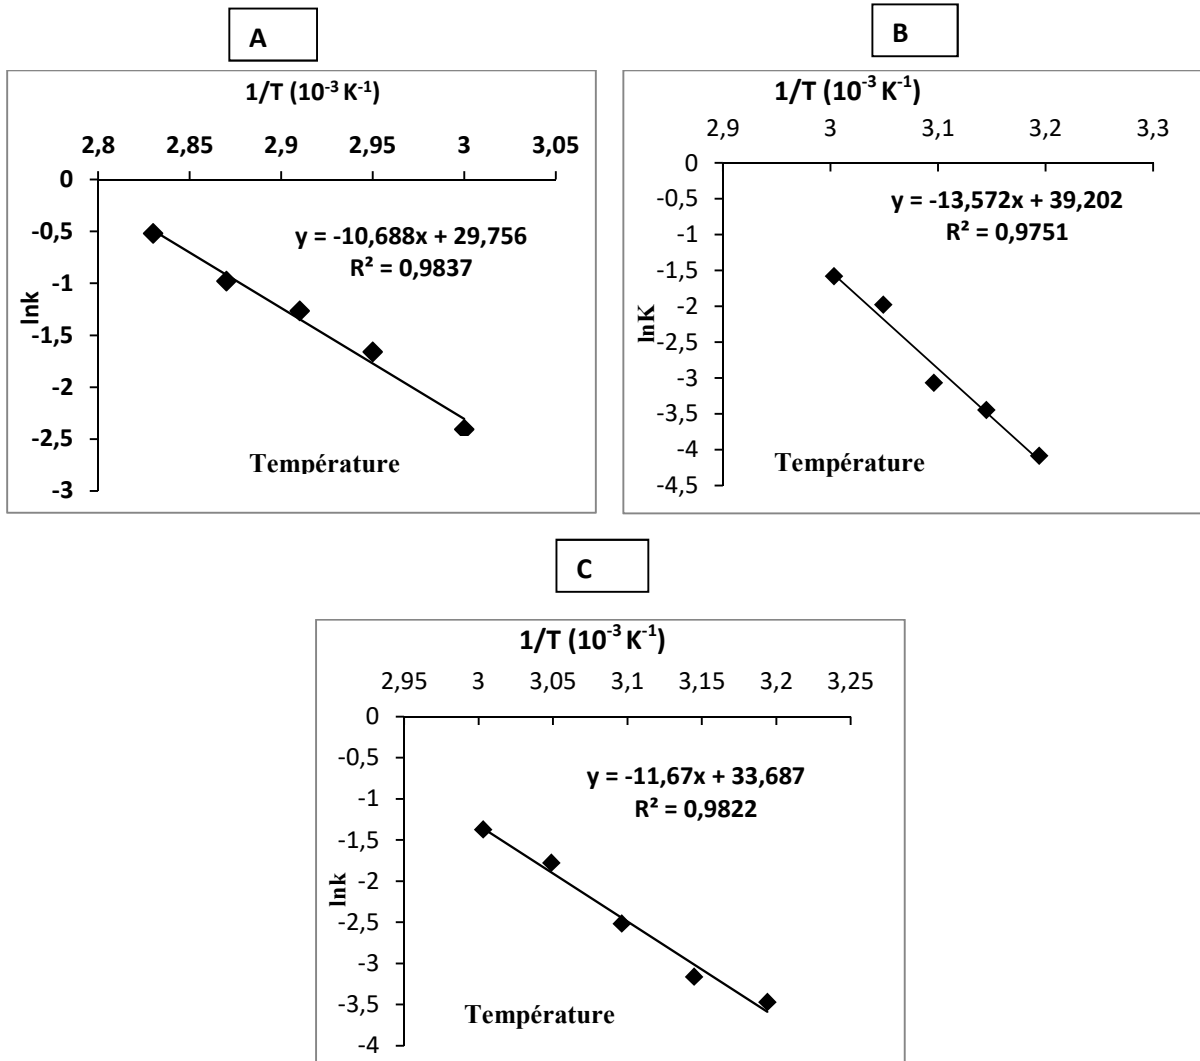 A
1/T (10⁻³ K⁻¹)
2,8 2,85 2,9 2,95 3 3,05
0
-0,5
-1
-1,5
-2
-2,5
-3
lnk
y = -10,688x + 29,756
R² = 0,9837
Température
B
1/T (10⁻³ K⁻¹)
2,9 3 3,1 3,2 3,3
0
-0,5
-1
-1,5
-2
-2,5
-3
-3,5
-4
-4,5
lnK
y = -13,572x + 39,202
R² = 0,9751
Température
C
1/T (10⁻³ K⁻¹)
2,95 3 3,05 3,1 3,15 3,2 3,25
0
-0,5
-1
-1,5
-2
-2,5
-3
-3,5
-4
lnk
y = -11,67x + 33,687
R² = 0,9822
Température